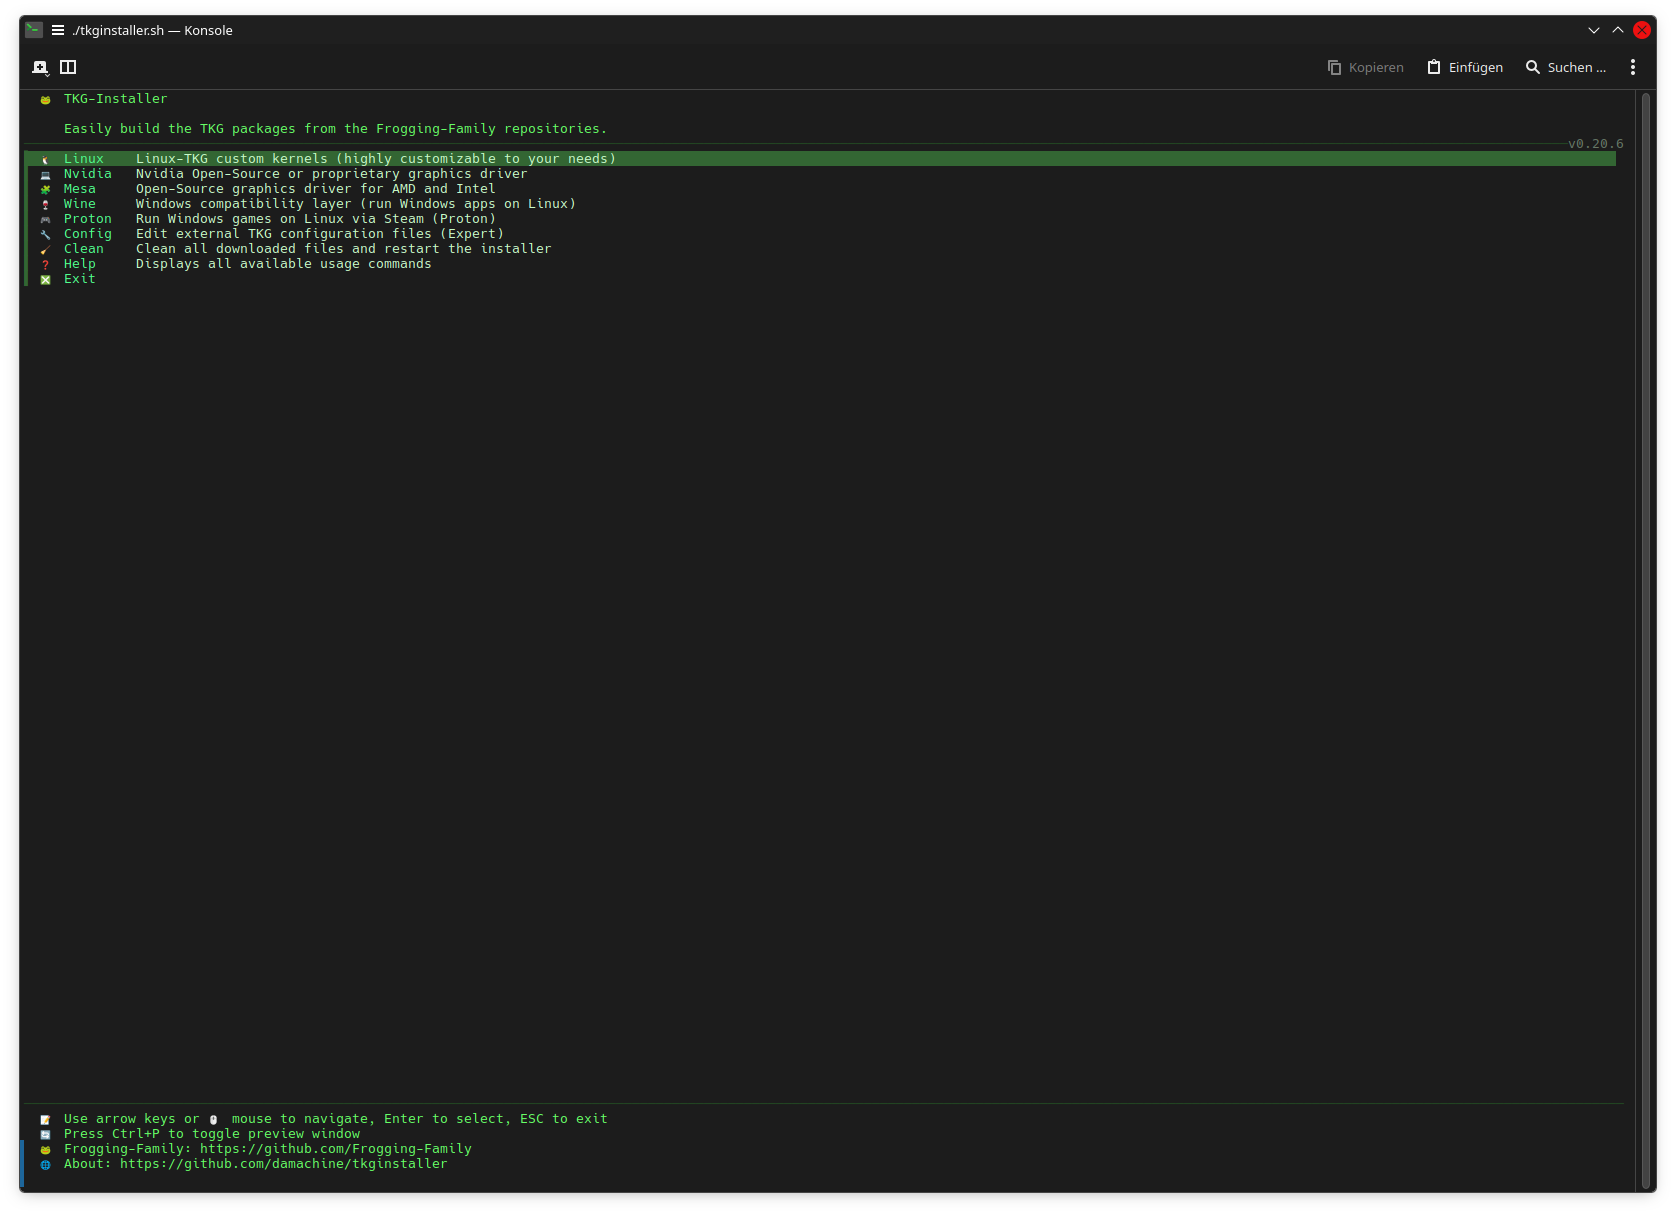 ./tkginstaller.sh — Konsole
Kopieren Einfügen Suchen ...
TKG-Installer
Easily build the TKG packages from the Frogging-Family repositories.
v0.20.6
Linux Linux-TKG custom kernels (highly customizable to your needs)
Nvidia Nvidia Open-Source or proprietary graphics driver
Mesa Open-Source graphics driver for AMD and Intel
Wine Windows compatibility layer (run Windows apps on Linux)
Proton Run Windows games on Linux via Steam (Proton)
Config Edit external TKG configuration files (Expert)
Clean Clean all downloaded files and restart the installer
Help Displays all available usage commands
Exit
Use arrow keys or mouse to navigate, Enter to select, ESC to exit
Press Ctrl+P to toggle preview window
Frogging-Family: https://github.com/Frogging-Family
About: https://github.com/damachine/tkginstaller